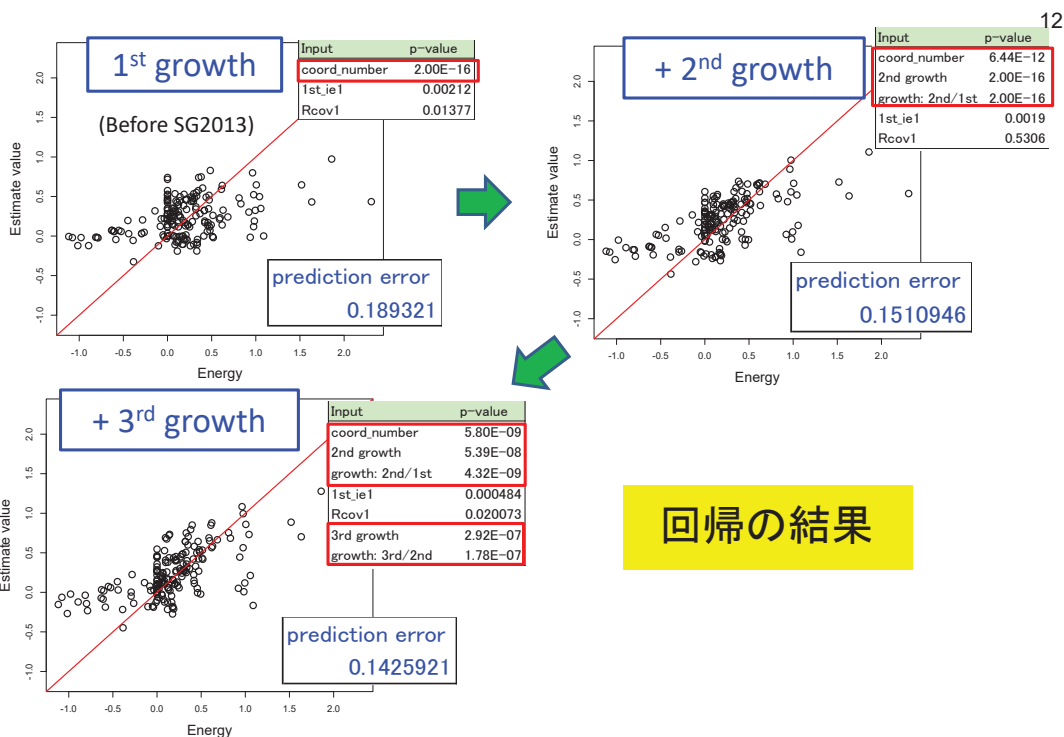 12
1st growth
(Before SG2013)
Input p-value
coord_number 2.00E-16
1st_ie1 0.00212
Rcov1 0.01377
Estimate value
2.0
1.5
1.0
0.5
0.0
-0.5
-1.0
prediction error
0.189321
-1.0 -0.5 0.0 0.5 1.0 1.5 2.0
Energy
+ 2nd growth
Input p-value
coord_number 6.44E-12
2nd growth 2.00E-16
growth: 2nd/1st 2.00E-16
1st_ie1 0.0019
Rcov1 0.5306
Estimate value
2.0
1.5
1.0
0.5
0.0
-0.5
-1.0
prediction error
0.1510946
-1.0 -0.5 0.0 0.5 1.0 1.5 2.0
Energy
+ 3rd growth
Input p-value
coord_number 5.80E-09
2nd growth 5.39E-08
growth: 2nd/1st 4.32E-09
1st_ie1 0.000484
Rcov1 0.020073
3rd growth 2.92E-07
growth: 3rd/2nd 1.78E-07
Estimate value
2.0
1.5
1.0
0.5
0.0
-0.5
-1.0
prediction error
0.1425921
-1.0 -0.5 0.0 0.5 1.0 1.5 2.0
Energy
回帰の結果